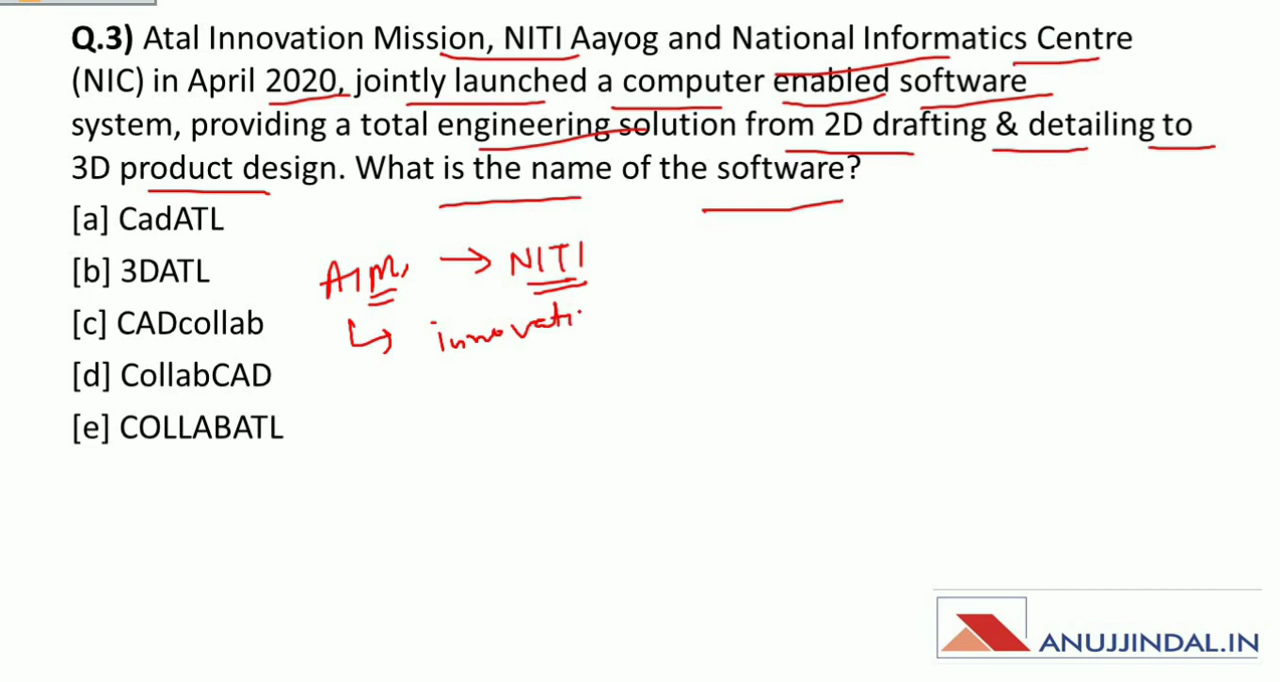 Q.3) Atal Innovation Mission, NITI Aayog and National Informatics Centre
(NIC) in April 2020, jointly launched a computer enabled software
system, providing a total engineering solution from 2D drafting & detailing to
3D product design. What is the name of the software?
[a] CadATL
[b] 3DATL
[c] CADcollab
[d] CollabCAD
[e] COLLABATL
AIM, → NITI
↳ innovati
ANUJJINDAL.IN